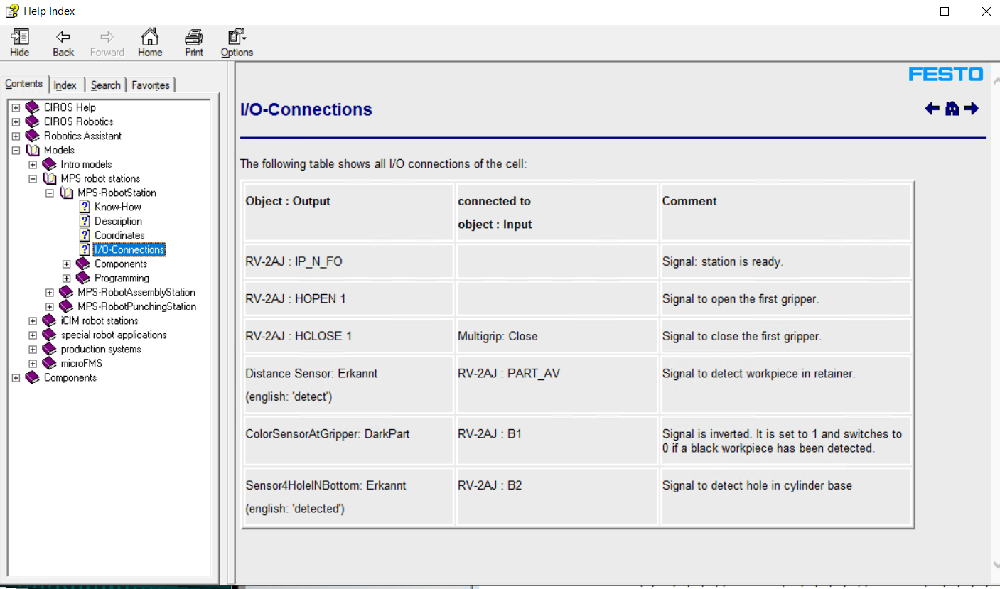 Help Index
Hide
Back
Forward
Home
Print
Options
Contents
Index
Search
Favorites
CIROS Help
CIROS Robotics
Robotics Assistant
Models
Intro models
MPS robot stations
MPS-RobotStation
Know-How
Description
Coordinates
I/O-Connections
Components
Programming
MPS-RobotAssemblyStation
MPS-RobotPunchingStation
iCIM robot stations
special robot applications
production systems
microFMS
Components
FESTO
I/O-Connections
The following table shows all I/O connections of the cell:
Object : Output
connected to
object : Input
Comment
RV-2AJ : IP_N_FO
Signal: station is ready.
RV-2AJ : HOPEN 1
Signal to open the first gripper.
RV-2AJ : HCLOSE 1
Multigrip: Close
Signal to close the first gripper.
Distance Sensor: Erkannt
(english: 'detect')
RV-2AJ : PART_AV
Signal to detect workpiece in retainer.
ColorSensorAtGripper: DarkPart
RV-2AJ : B1
Signal is inverted. It is set to 1 and switches to
0 if a black workpiece has been detected.
Sensor4HoleINBottom: Erkannt
(english: 'detected')
RV-2AJ : B2
Signal to detect hole in cylinder base